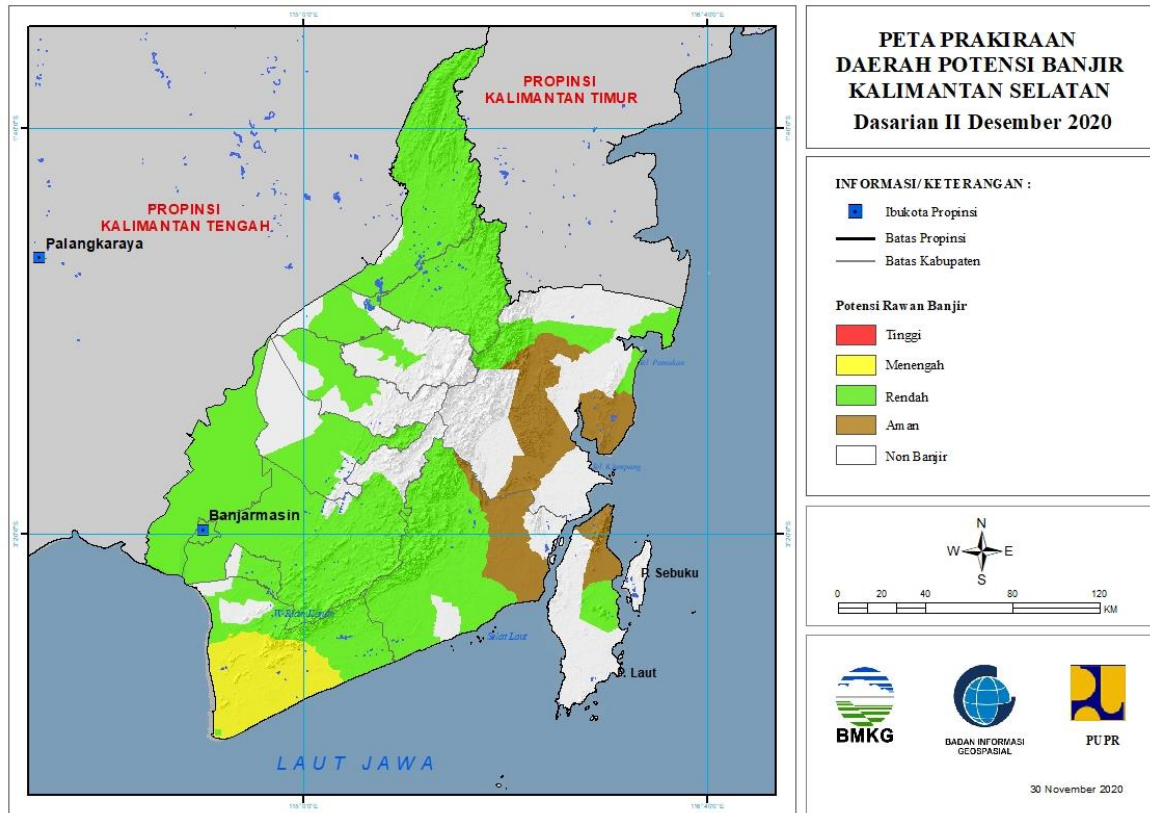 PETA PRAKIRAAN
DAERAH POTENSI BANJIR
KALIMANTAN SELATAN
Dasarian II Desember 2020
INFORMASI/ KETERANGAN :
Ibukota Propinsi
Batas Propinsi
Batas Kabupaten
Potensi Rawan Banjir
Tinggi
Menengah
Rendah
Aman
Non Banjir
N
W E
S
0 20 40 80 120
KM
BMKG
BADAN INFORMASI
GEOSPASIAL
PUPR
30 November 2020
PROPINSI
KALIMANTAN TIMUR
PROPINSI
KALIMANTAN TENGAH
Palangkaraya
Banjarmasin
P. Sebuku
Selat Laut
P. Laut
LAUT JAWA